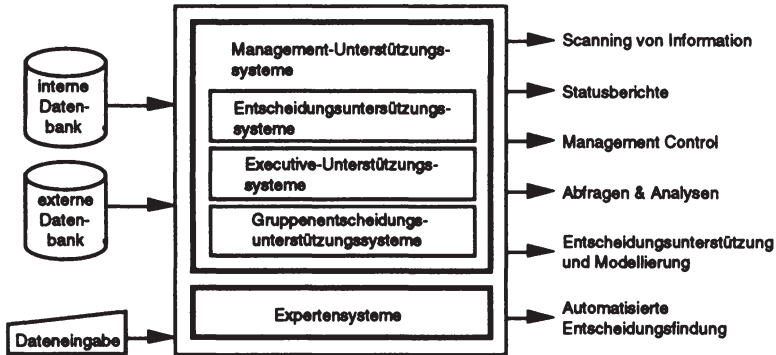 interne
Daten-
bank
externe
Daten-
bank
Dateneingabe
Management-Unterstützungs-
systeme
Entscheidungsuntersützungs-
systeme
Executive-Unterstützungs-
systeme
Gruppenentscheidungs-
unterstützungssysteme
Expertensysteme
Scanning von Information
Statusberichte
Management Control
Abfragen & Analysen
Entscheidungsunterstützung
und Modellierung
Automatisierte
Entscheidungsfindung